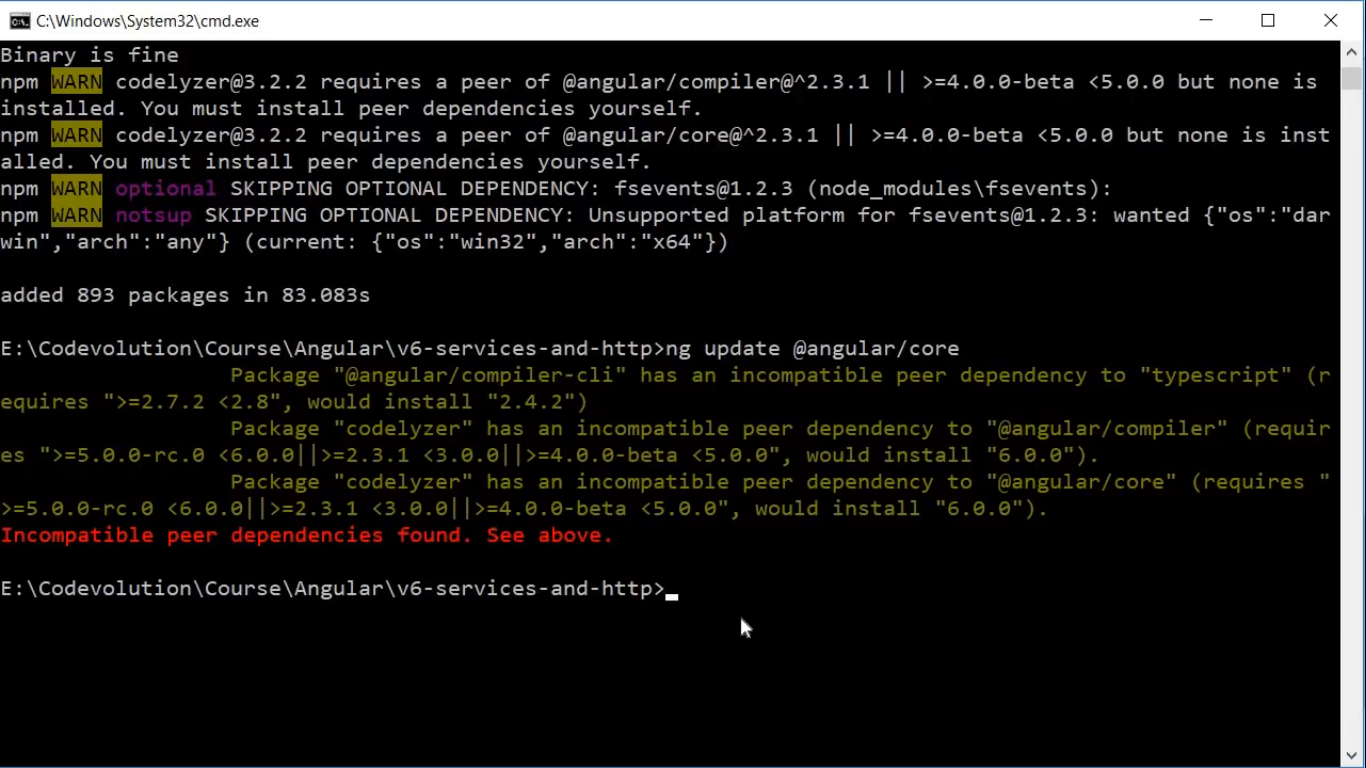 C:\Windows\System32\cmd.exe
Binary is fine
npm WARN codelyzer@3.2.2 requires a peer of @angular/compiler@^2.3.1 || >=4.0.0-beta <5.0.0 but none is
installed. You must install peer dependencies yourself.
npm WARN codelyzer@3.2.2 requires a peer of @angular/core@^2.3.1 || >=4.0.0-beta <5.0.0 but none is inst
alled. You must install peer dependencies yourself.
npm WARN optional SKIPPING OPTIONAL DEPENDENCY: fsevents@1.2.3 (node_modules\fsevents):
npm WARN notsup SKIPPING OPTIONAL DEPENDENCY: Unsupported platform for fsevents@1.2.3: wanted {"os":"dar
win","arch":"any"} (current: {"os":"win32","arch":"x64"})
added 893 packages in 83.083s
E:\Codevolution\Course\Angular\v6-services-and-http>ng update @angular/core
Package "@angular/compiler-cli" has an incompatible peer dependency to "typescript" (r
equires ">=2.7.2 <2.8", would install "2.4.2")
Package "codelyzer" has an incompatible peer dependency to "@angular/compiler" (requir
es ">=5.0.0-rc.0 <6.0.0||>=2.3.1 <3.0.0||>=4.0.0-beta <5.0.0", would install "6.0.0").
Package "codelyzer" has an incompatible peer dependency to "@angular/core" (requires "
>=5.0.0-rc.0 <6.0.0||>=2.3.1 <3.0.0||>=4.0.0-beta <5.0.0", would install "6.0.0").
Incompatible peer dependencies found. See above.
E:\Codevolution\Course\Angular\v6-services-and-http>